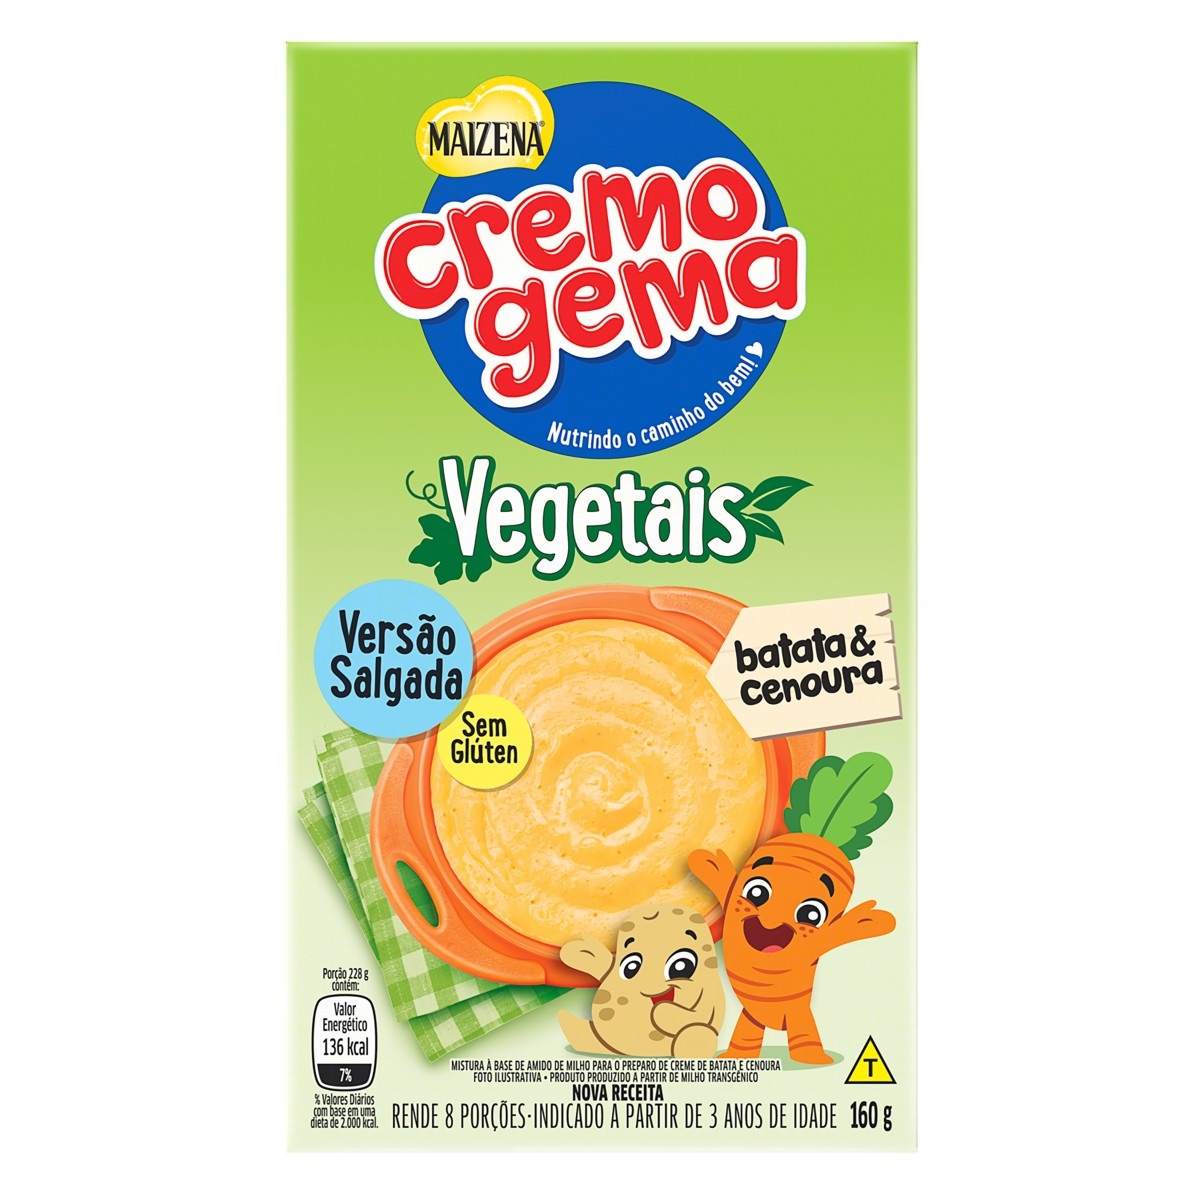 MAIZENA®
cremo
gema
Nutrindo o caminho do bem!
Vegetais
Versão
Salgada
Sem
Glúten
batata &
cenoura
Porção 228 g
contém:
Valor
Energético
136 kcal
7%
% Valores Diários
com base em uma
dieta de 2.000 kcal.
MISTURA À BASE DE AMIDO DE MILHO PARA O PREPARO DE CREME DE BATATA E CENOURA
FOTO ILUSTRATIVA • PRODUTO PRODUZIDO A PARTIR DE MILHO TRANSGÊNICO
NOVA RECEITA
RENDE 8 PORÇÕES·INDICADO A PARTIR DE 3 ANOS DE IDADE 160 g
T